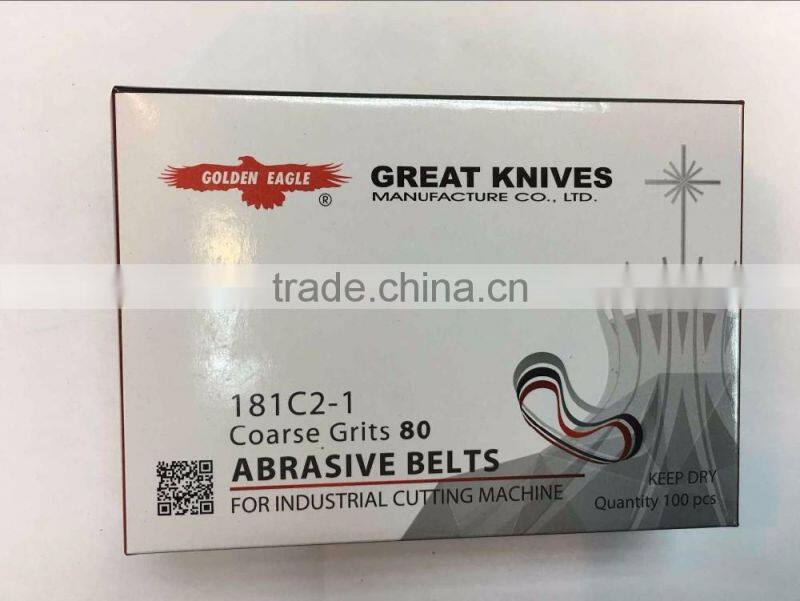 GOLDEN EAGLE
®
GREAT KNIVES
MANUFACTURE CO., LTD.
trade.china.cn
181C2-1
Coarse Grits 80
ABRASIVE BELTS
FOR INDUSTRIAL CUTTING MACHINE
KEEP DRY
Quantity 100 pcs